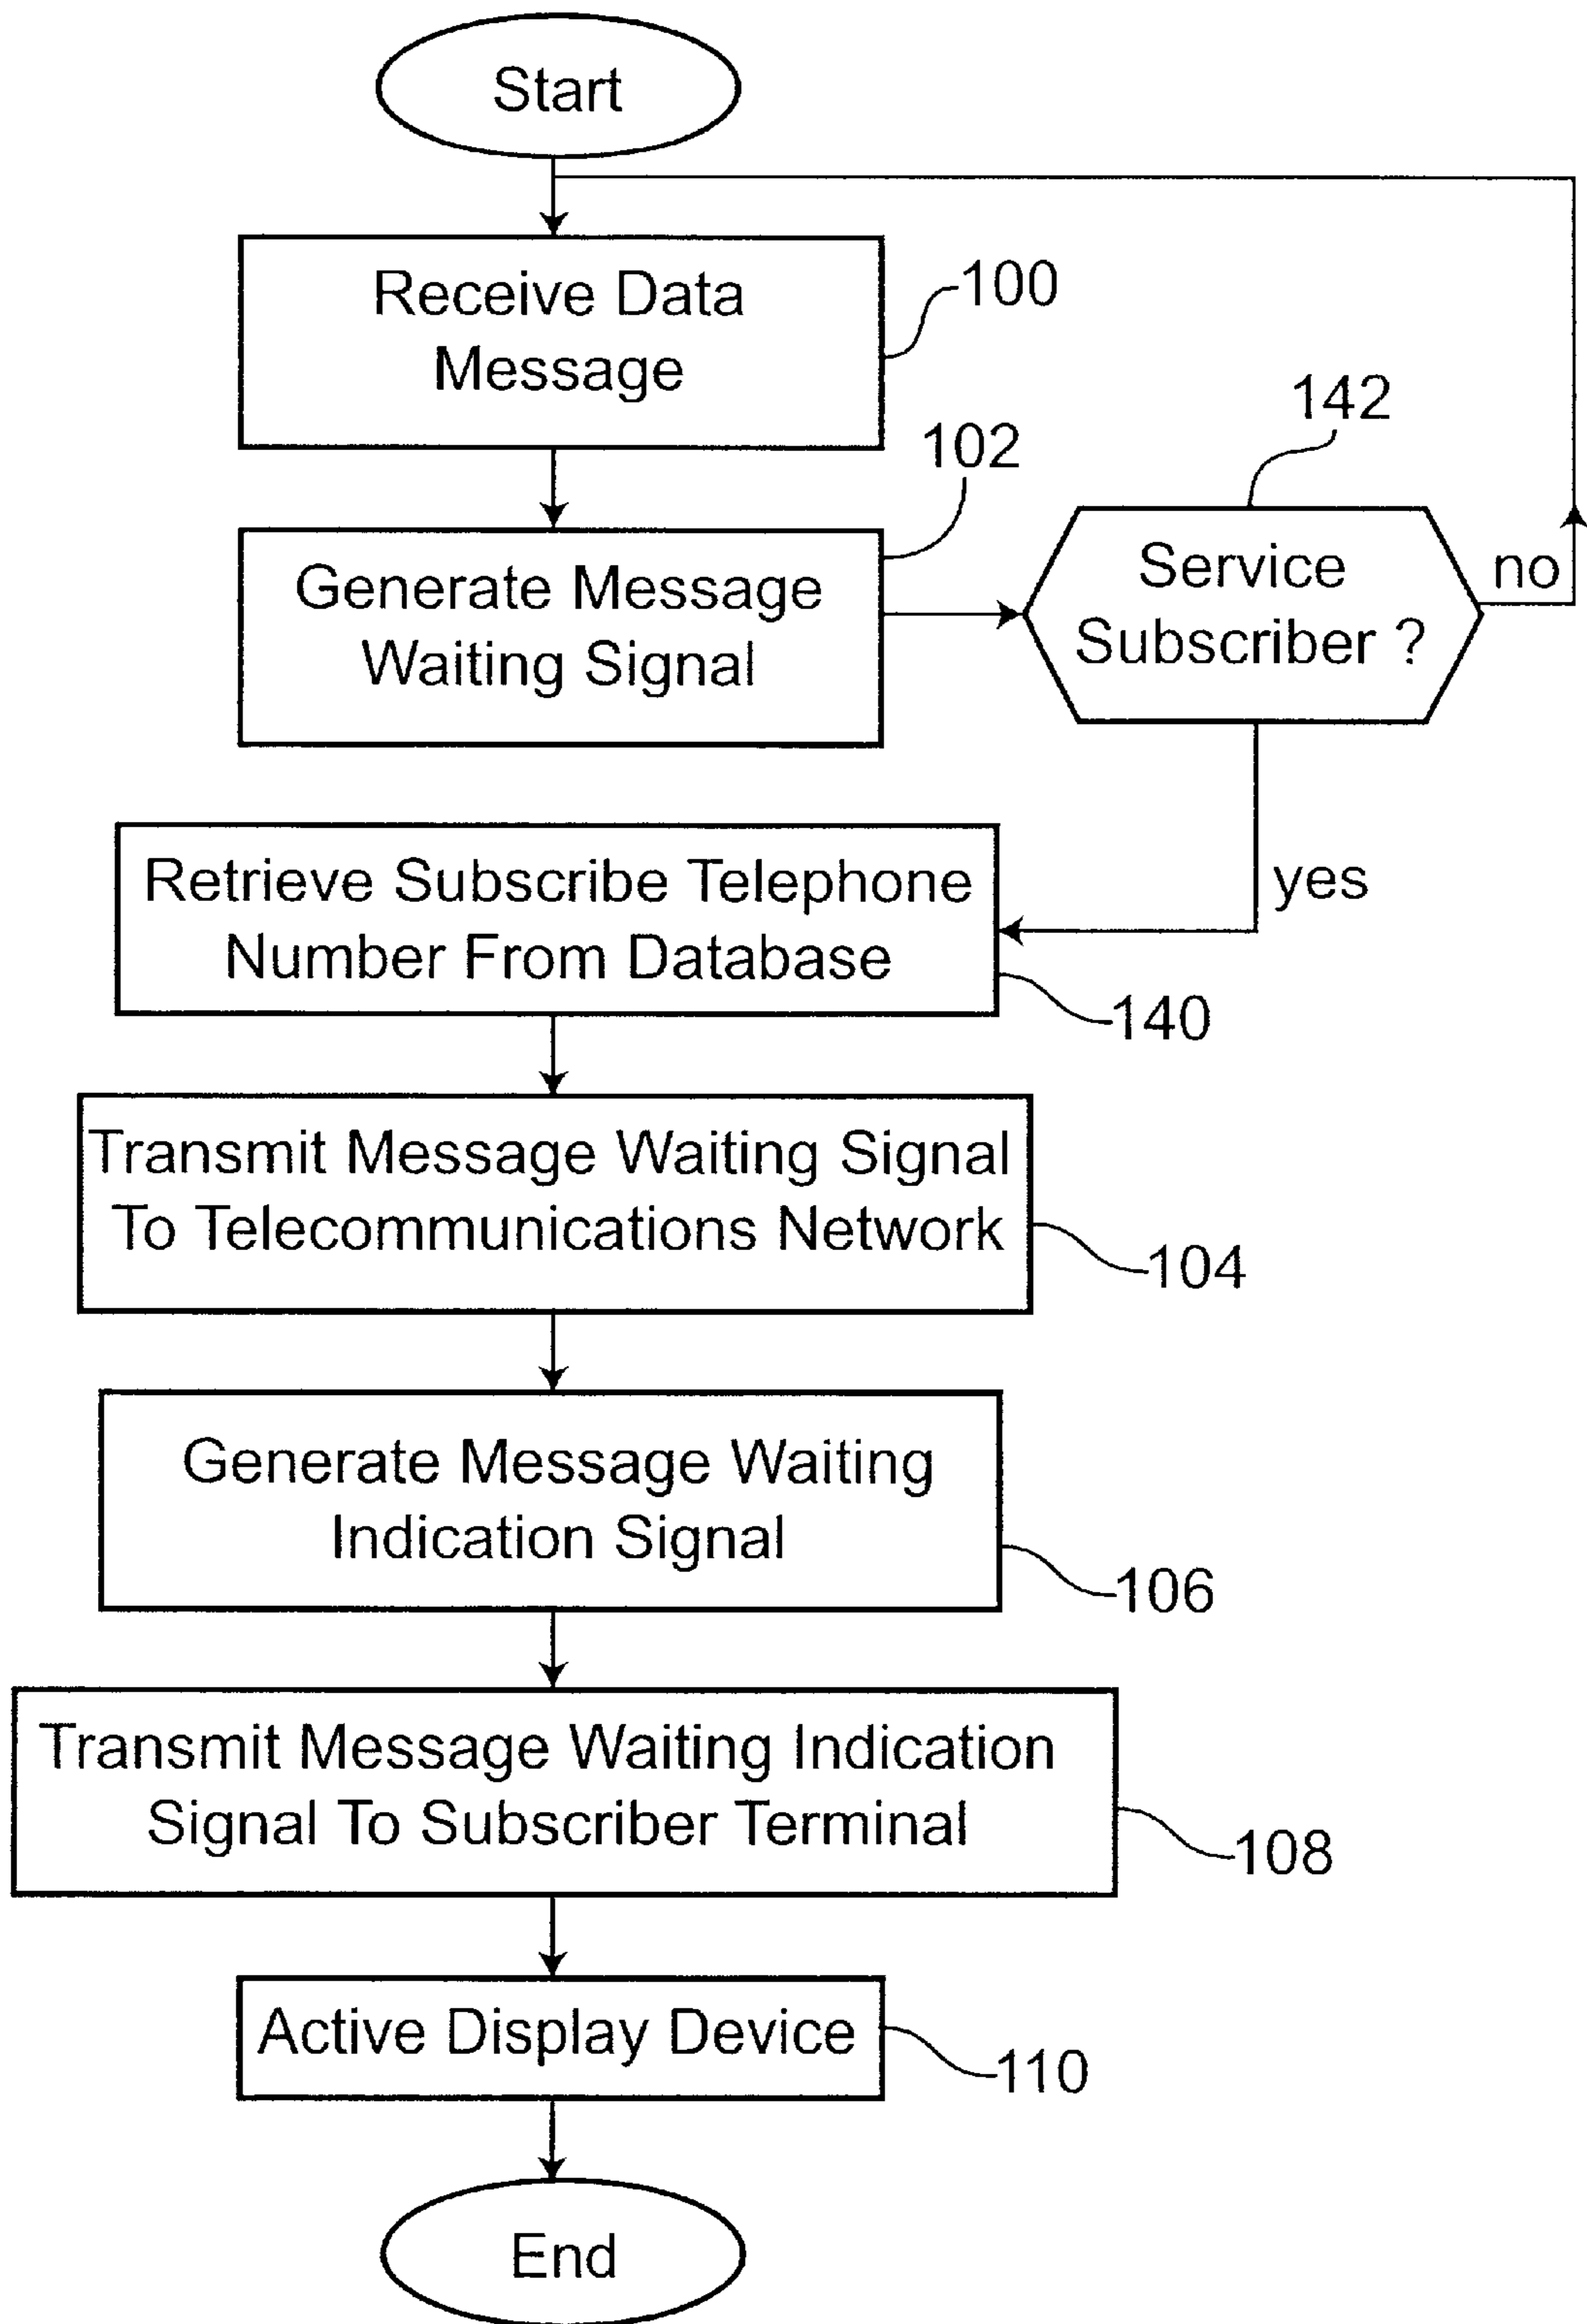 Start
Receive Data
Message
100
102
Generate Message
Waiting Signal
142
Service
Subscriber ?
no
yes
Retrieve Subscribe Telephone
Number From Database
140
Transmit Message Waiting Signal
To Telecommunications Network
104
Generate Message Waiting
Indication Signal
106
Transmit Message Waiting Indication
Signal To Subscriber Terminal
108
Active Display Device
110
End